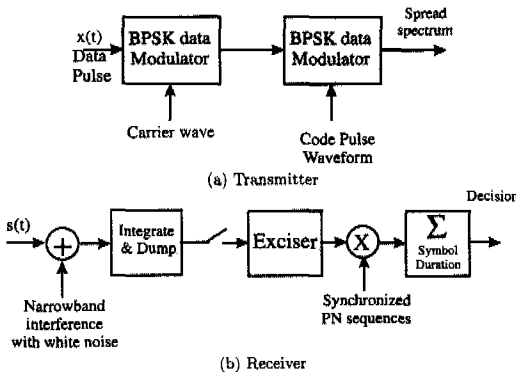 x(t)
Data
Pulse
BPSK data
Modulator
BPSK data
Modulator
Spread
spectrum
Carrier wave
Code Pulse
Waveform
(a) Transmitter
s(t)
+
Integrate
& Dump
Exciser
X
Σ
Symbol
Duration
Decision
Narrowband
interference
with white noise
Synchronized
PN sequences
(b) Receiver